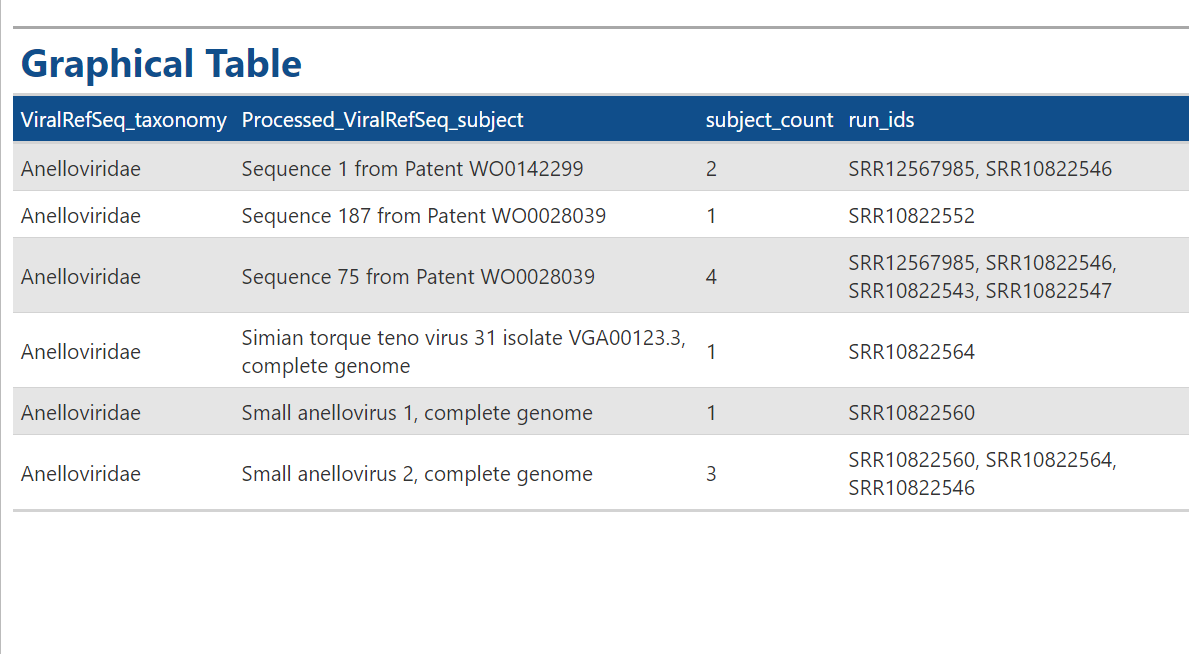 Graphical Table
ViralRefSeq_taxonomy Processed_ViralRefSeq_subject subject_count run_ids
Anelloviridae Sequence 1 from Patent WO0142299 2 SRR12567985, SRR10822546
Anelloviridae Sequence 187 from Patent WO0028039 1 SRR10822552
Anelloviridae Sequence 75 from Patent WO0028039 4 SRR12567985, SRR10822546,
SRR10822543, SRR10822547
Anelloviridae Simian torque teno virus 31 isolate VGA00123.3,
complete genome 1 SRR10822564
Anelloviridae Small anellovirus 1, complete genome 1 SRR10822560
Anelloviridae Small anellovirus 2, complete genome 3 SRR10822560, SRR10822564,
SRR10822546